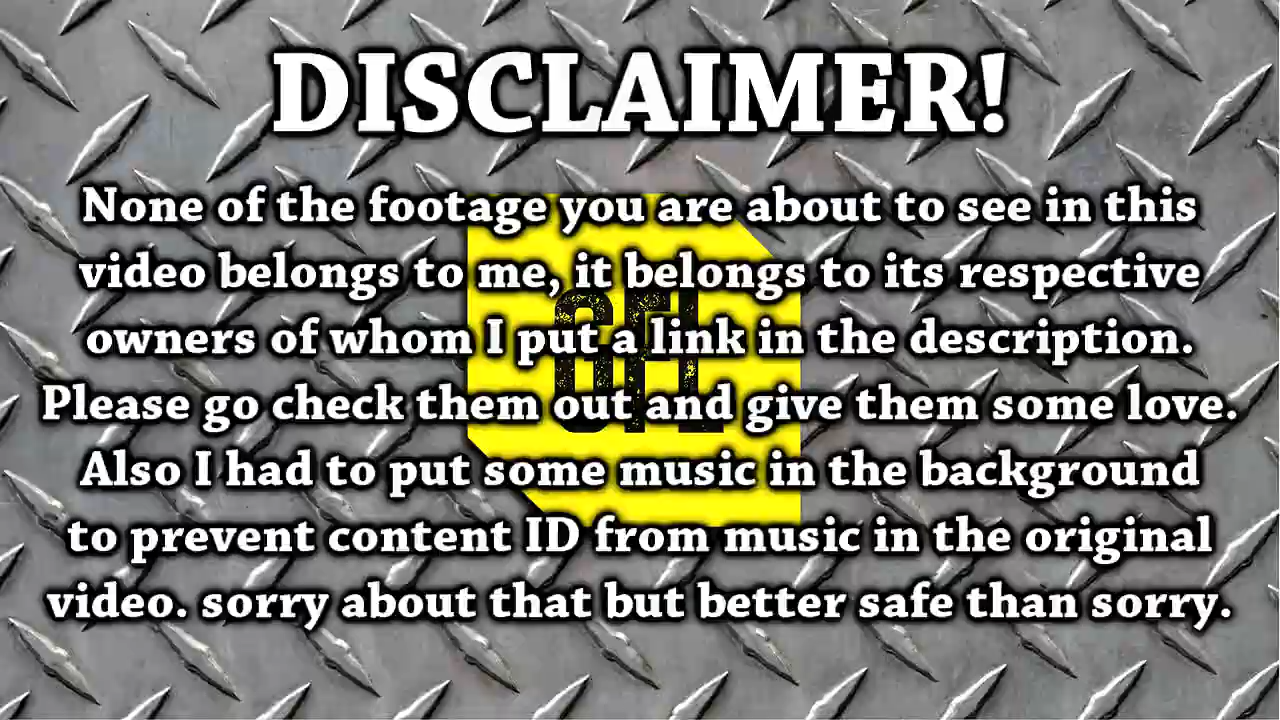 DISCLAIMER!
None of the footage you are about to see in this
video belongs to me, it belongs to its respective
owners of whom I put a link in the description.
Please go check them out and give them some love.
Also I had to put some music in the background
to prevent content ID from music in the original
video. sorry about that but better safe than sorry.